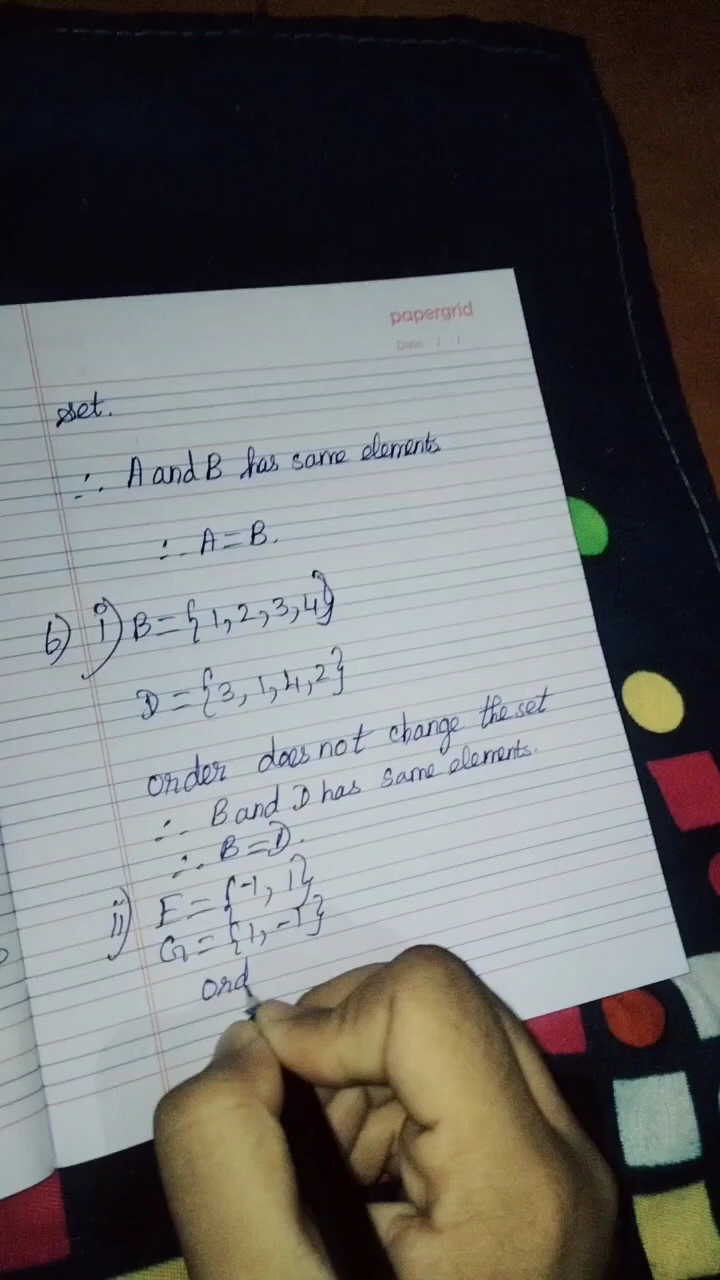 papergrid
Date: / /
set.
∴ A and B has same elements
∴ A=B.
b) i) B={1,2,3,4}
D={3,1,4,2}
order does not change the set
∴ B and D has same elements.
∴ B=D.
ii) E={-1, 1}
G={1,-1}
ord